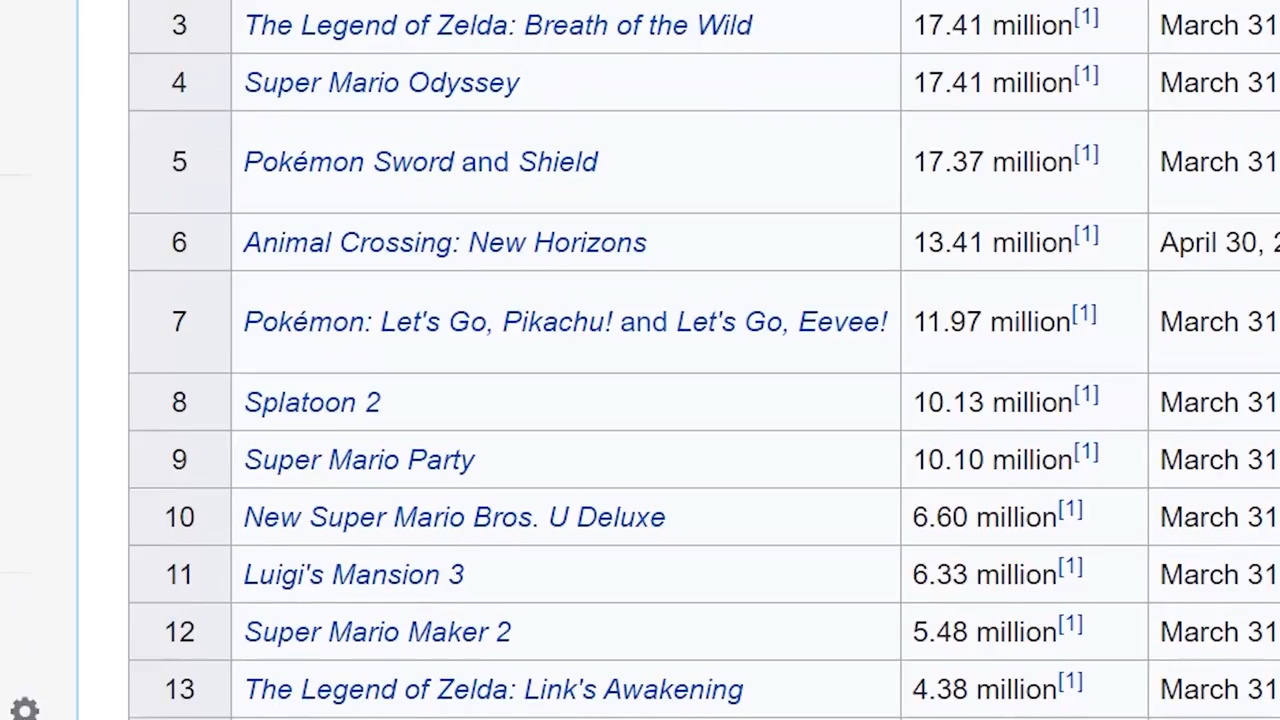 3 The Legend of Zelda: Breath of the Wild 17.41 million[1] March 31
4 Super Mario Odyssey 17.41 million[1] March 31
5 Pokémon Sword and Shield 17.37 million[1] March 31
6 Animal Crossing: New Horizons 13.41 million[1] April 30, 2
7 Pokémon: Let's Go, Pikachu! and Let's Go, Eevee! 11.97 million[1] March 31
8 Splatoon 2 10.13 million[1] March 31
9 Super Mario Party 10.10 million[1] March 31
10 New Super Mario Bros. U Deluxe 6.60 million[1] March 31
11 Luigi's Mansion 3 6.33 million[1] March 31
12 Super Mario Maker 2 5.48 million[1] March 31
13 The Legend of Zelda: Link's Awakening 4.38 million[1] March 31